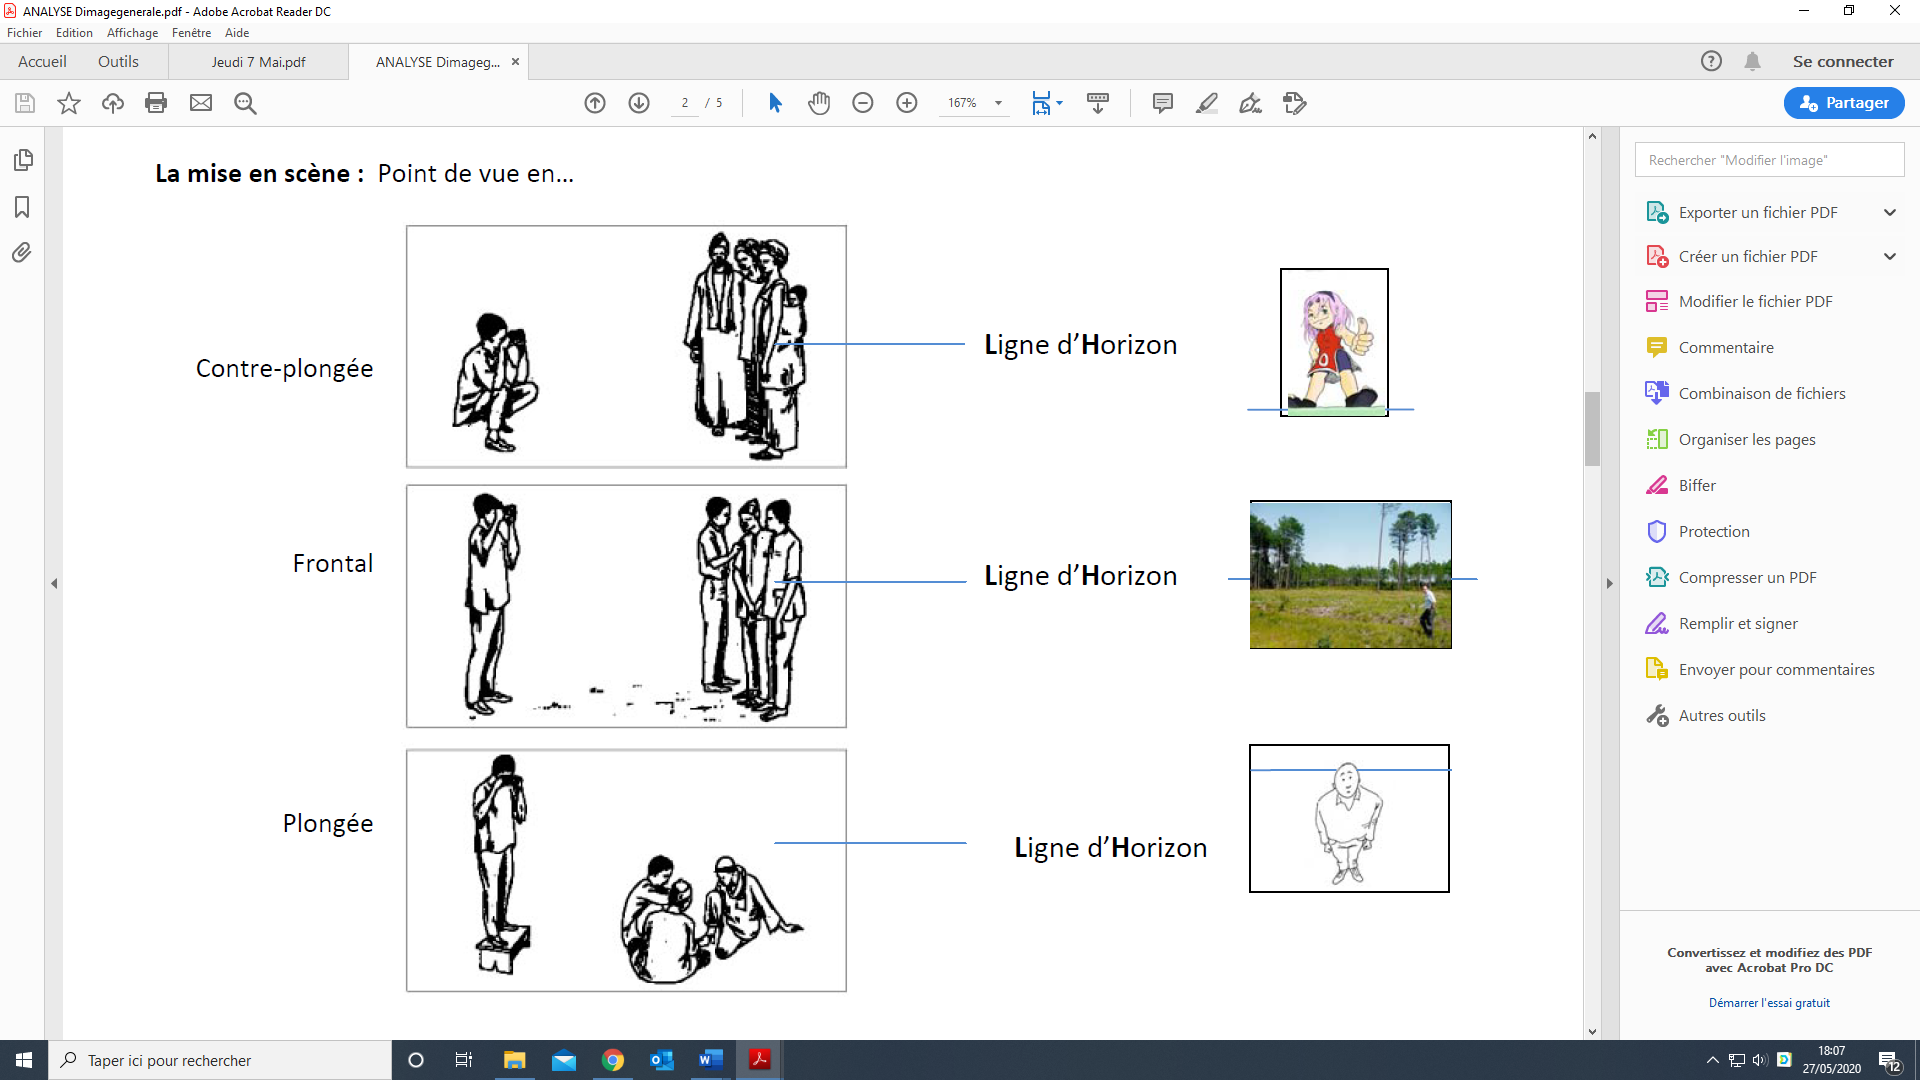 ANALYSE Dimagegenerale.pdf - Adobe Acrobat Reader DC
Fichier Edition Affichage Fenêtre Aide
Accueil Outils Jeudi 7 Mai.pdf ANALYSE Dimageg... × Se connecter
2 / 5 167% Partager
La mise en scène : Point de vue en...
Contre-plongée
Ligne d'Horizon
Frontal
Ligne d'Horizon
Plongée
Ligne d'Horizon
Rechercher "Modifier l'image"
Exporter un fichier PDF
Créer un fichier PDF
Modifier le fichier PDF
Commentaire
Combinaison de fichiers
Organiser les pages
Biffer
Protection
Compresser un PDF
Remplir et signer
Envoyer pour commentaires
Autres outils
Convertissez et modifiez des PDF
avec Acrobat Pro DC
Démarrer l'essai gratuit
Taper ici pour rechercher
18:07
27/05/2020
12